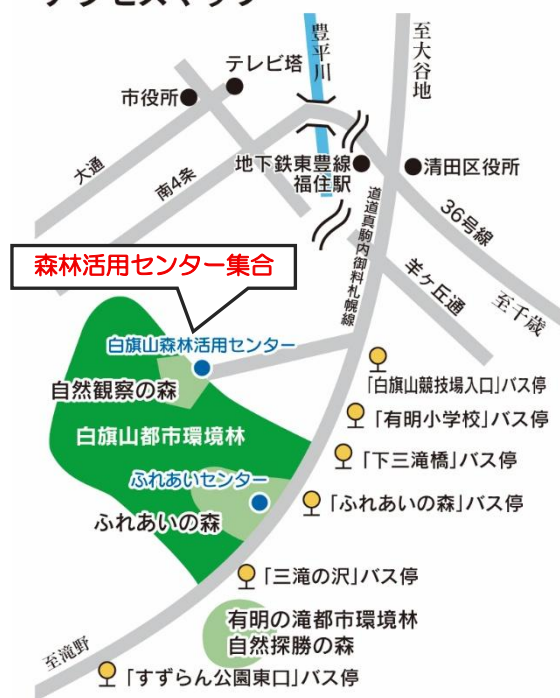 豊平川
至大谷地
テレビ塔
市役所
大通
南4条
地下鉄東豊線
福住駅
清田区役所
道道真駒内御料札幌線
36号線
羊ヶ丘通
至千歳
森林活用センター集合
白旗山森林活用センター
自然観察の森
「白旗山競技場入口」バス停
「有明小学校」バス停
白旗山都市環境林
「下三滝橋」バス停
ふれあいセンター
「ふれあいの森」バス停
ふれあいの森
「三滝の沢」バス停
有明の滝都市環境林
自然探勝の森
至滝野
「すずらん公園東口」バス停